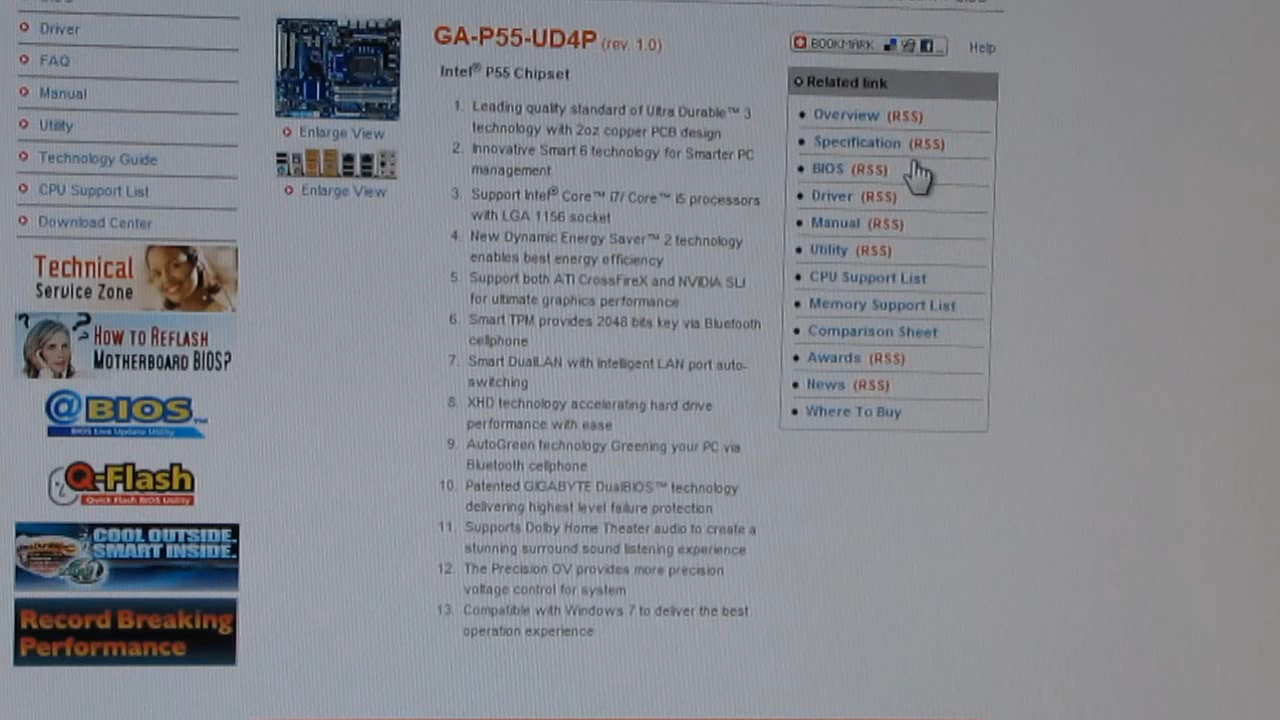 Driver
FAQ
Manual
Utility
Technology Guide
CPU Support List
Download Center
Technical
Service Zone
HOW TO REFLASH
MOTHERBOARD BIOS?
@BIOS™
BIOS Live Update Utility
Q-Flash
Quick Flash BIOS Utility
COOL OUTSIDE.
SMART INSIDE.
Record Breaking
Performance
Enlarge View
Enlarge View
GA-P55-UD4P (rev. 1.0)
Intel® P55 Chipset
1. Leading quality standard of Ultra Durable™ 3
technology with 2oz copper PCB design
2. Innovative Smart 6 technology for Smarter PC
management
3. Support Intel® Core™ i7/ Core™ i5 processors
with LGA 1156 socket
4. New Dynamic Energy Saver™ 2 technology
enables best energy efficiency
5. Support both ATI CrossFireX and NVIDIA SLI
for ultimate graphics performance
6. Smart TPM provides 2048 bits key via Bluetooth
cellphone
7. Smart DualLAN with intelligent LAN port auto-
switching
8. XHD technology accelerating hard drive
performance with ease
9. AutoGreen technology Greening your PC via
Bluetooth cellphone
10. Patented GIGABYTE DualBIOS™ technology
delivering highest level failure protection
11. Supports Dolby Home Theater audio to create a
stunning surround sound listening experience
12. The Precision OV provides more precision
voltage control for system
13. Compatible with Windows 7 to deliver the best
operation experience
BOOKMARK
Help
Related link
Overview (RSS)
Specification (RSS)
BIOS (RSS)
Driver (RSS)
Manual (RSS)
Utility (RSS)
CPU Support List
Memory Support List
Comparison Sheet
Awards (RSS)
News (RSS)
Where To Buy